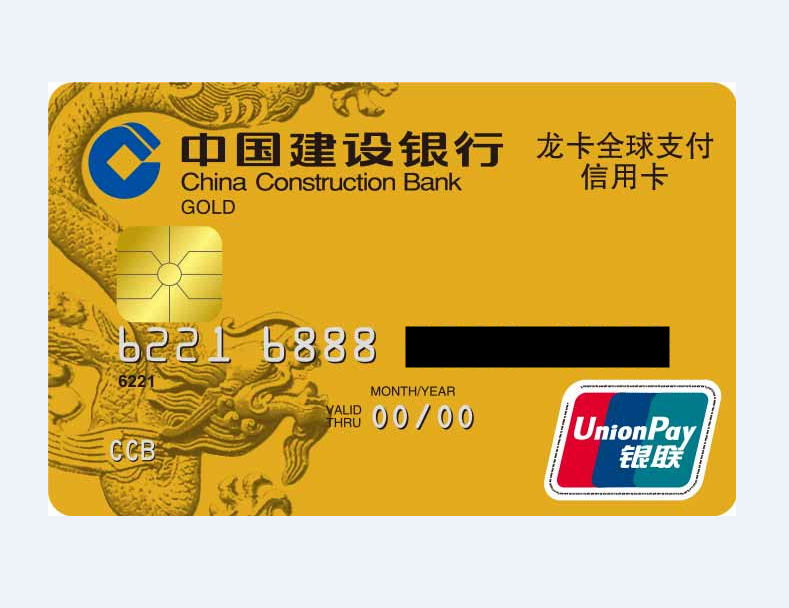 中国建设银行
China Construction Bank
GOLD
龙卡全球支付
信用卡
6221 6888
6221
MONTH/YEAR
VALID
THRU
00/00
CCB
UnionPay
银联